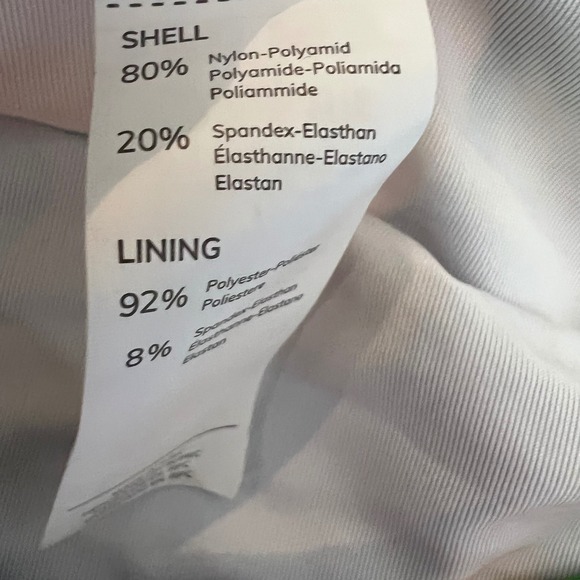 SHELL
80% Nylon-Polyamid
Polyamide-Poliamida
Poliammide
20% Spandex-Elasthan
Élasthanne-Elastano
Elastan
LINING
92% Polyester-Poliéster
Poliestere
8% Spandex-Elasthan
Élasthanne-Elastano
Elastan